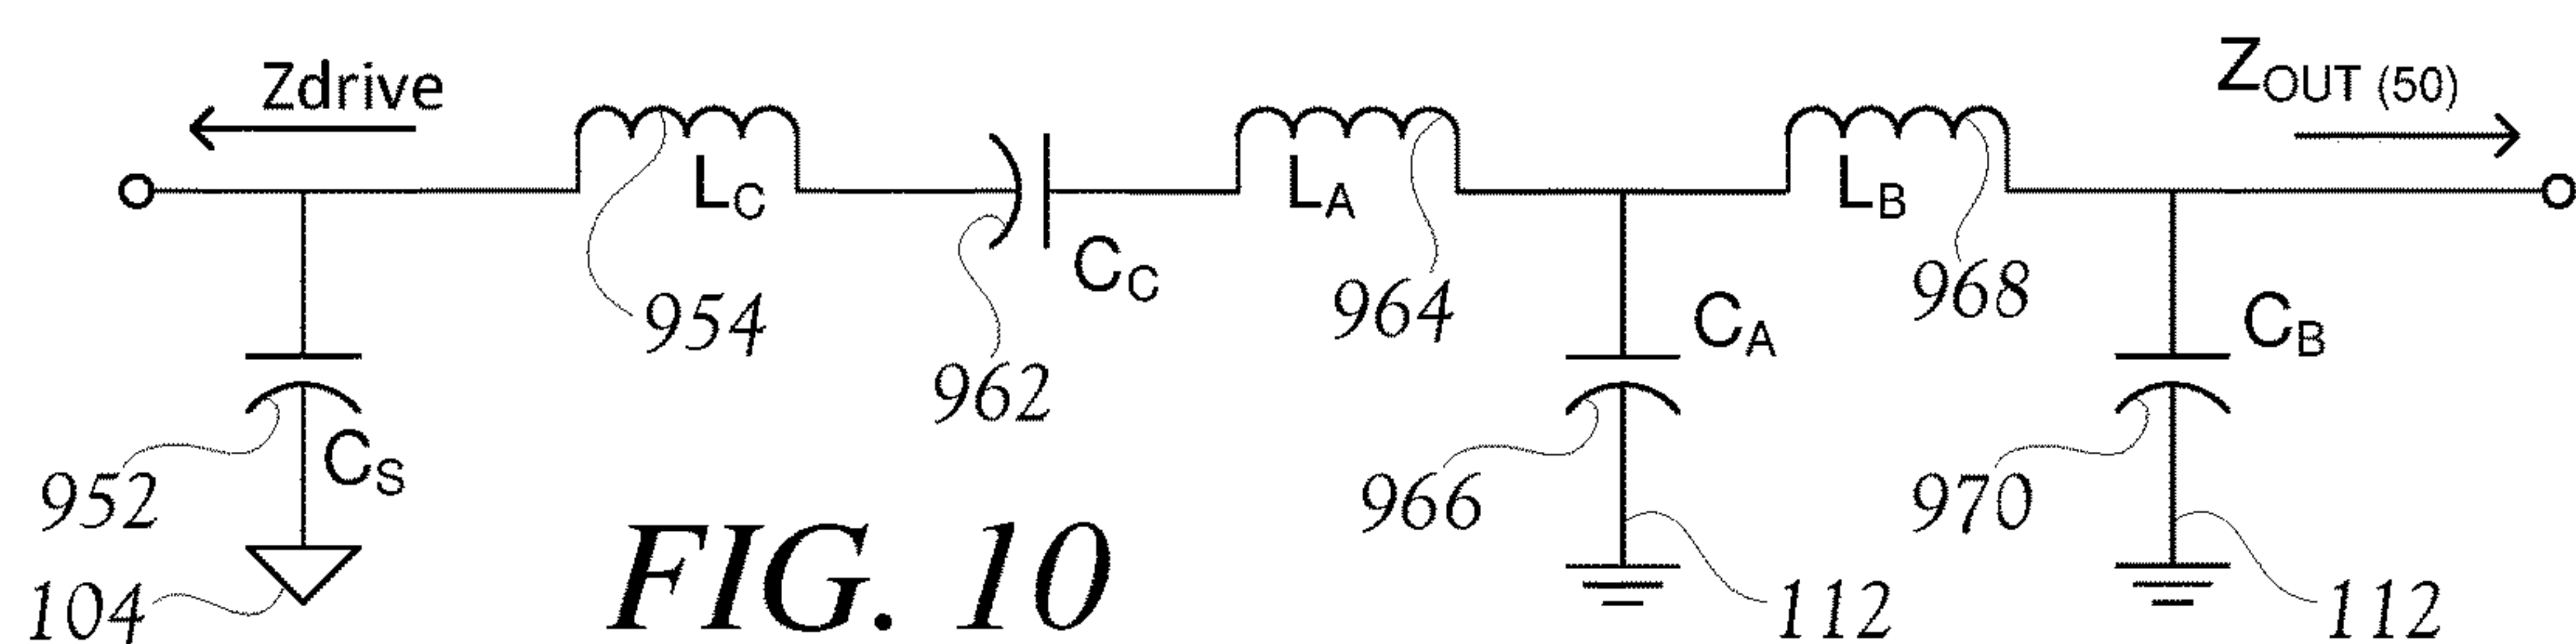 Zdrive
ZOUT (50)
LC
LA
LB
CC
954
964
968
CA
CB
962
CS
952
966
970
104
FIG. 10
112
112